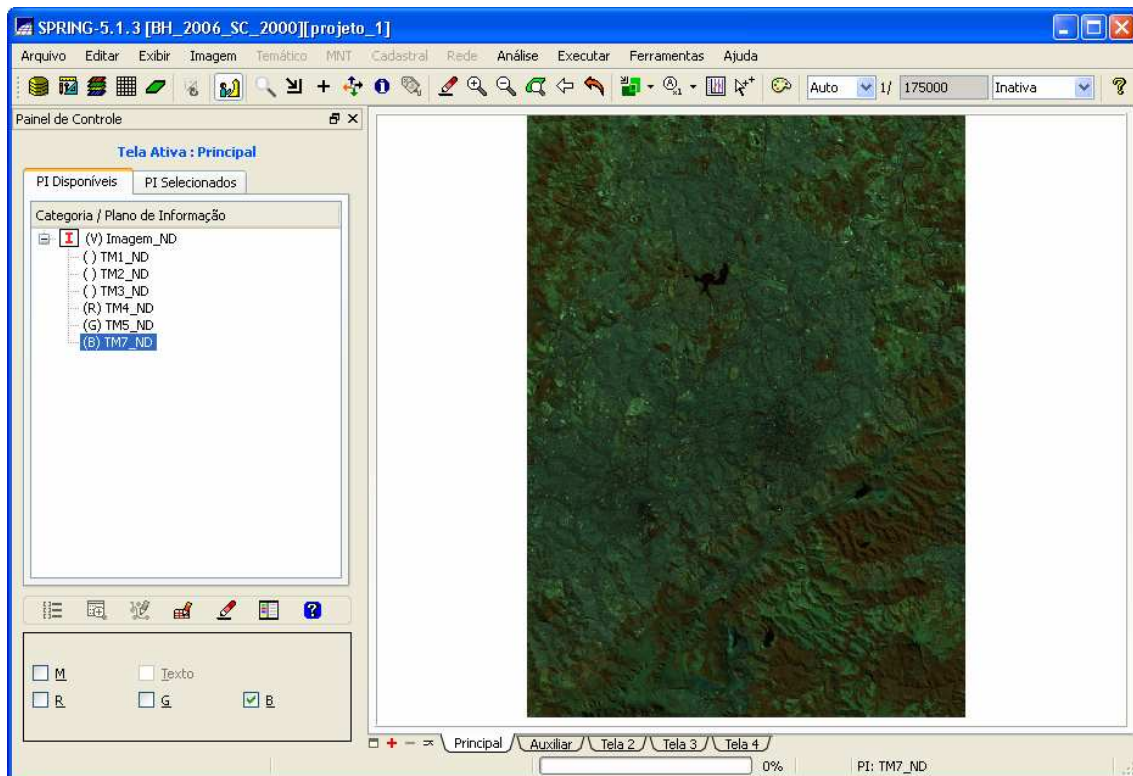 SPRING-5.1.3 [BH_2006_SC_2000][projeto_1]
Arquivo Editar Exibir Imagem Temático MNT Cadastral Rede Análise Executar Ferramentas Ajuda
Auto 1/ 175000 Inativa
Painel de Controle
Tela Ativa : Principal
PI Disponíveis PI Selecionados
Categoria / Plano de Informação
I (V) Imagem_ND
( ) TM1_ND
( ) TM2_ND
( ) TM3_ND
(R) TM4_ND
(G) TM5_ND
(B) TM7_ND
M Texto
R G B
Principal Auxiliar Tela 2 Tela 3 Tela 4
0% PI: TM7_ND